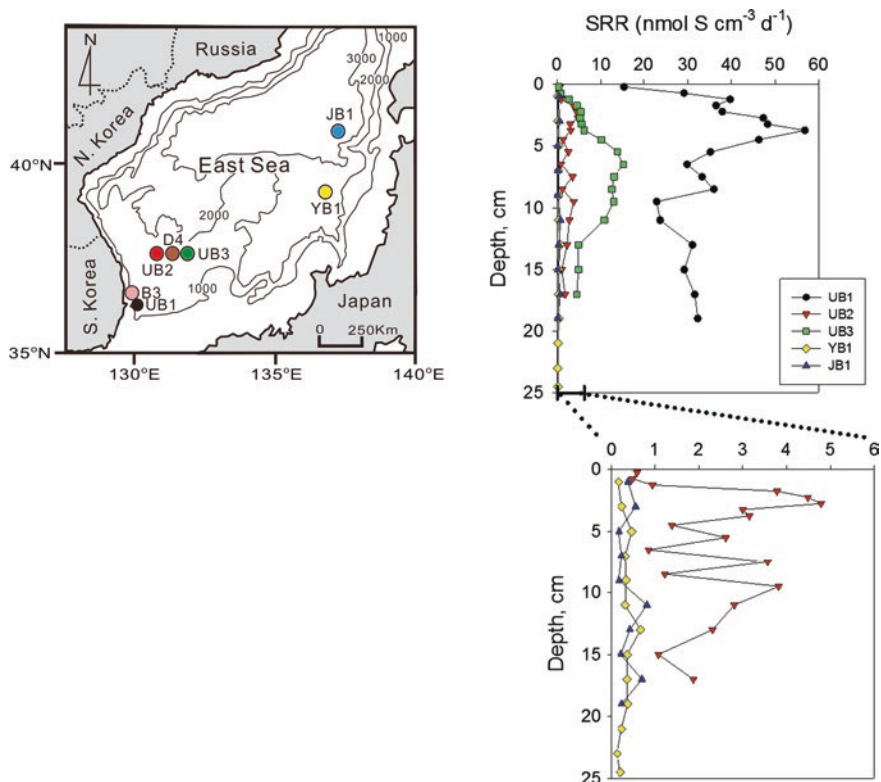 N
Russia
1000
3000
2000
JB1
N. Korea
40°N
East Sea
YB1
2000
D4
UB2
UB3
S. Korea
B3
UB1
1000
Japan
0 250Km
35°N
130°E 135°E 140°E
SRR (nmol S cm⁻³ d⁻¹)
0 10 20 30 40 50 60
0
5
10
15
20
25
Depth, cm
UB1
UB2
UB3
YB1
JB1
0 1 2 3 4 5 6
0
5
10
15
20
25
Depth, cm